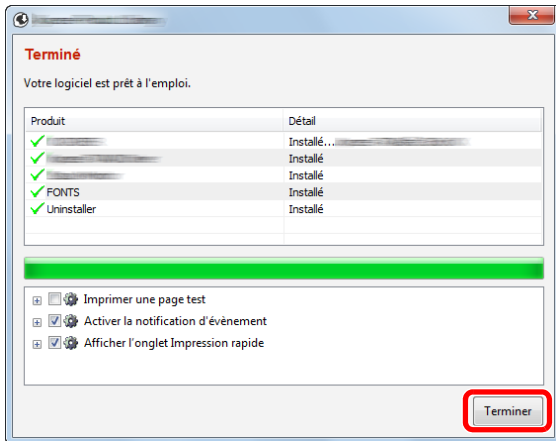 Terminé
Votre logiciel est prêt à l'emploi.
Produit Détail
Installé...
Installé
Installé
FONTS Installé
Uninstaller Installé
Imprimer une page test
Activer la notification d'évènement
Afficher l'onglet Impression rapide
Terminer